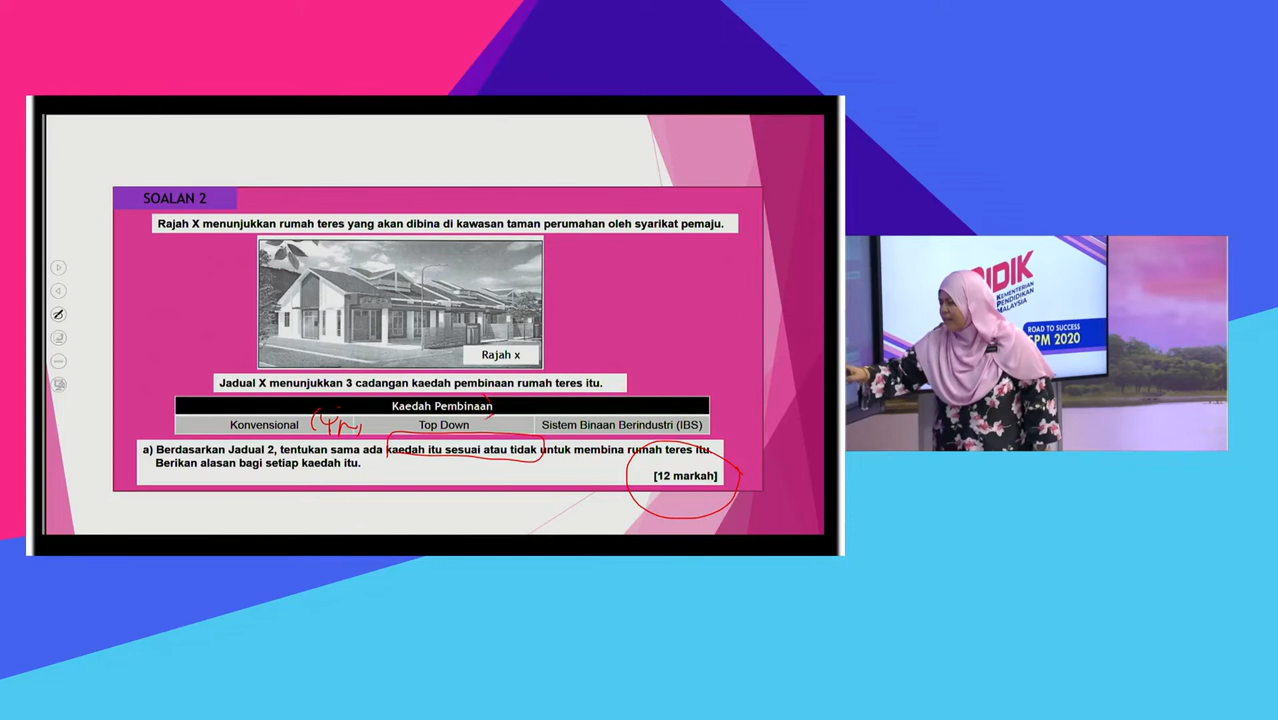 SOALAN 2
Rajah X menunjukkan rumah teres yang akan dibina di kawasan taman perumahan oleh syarikat pemaju.
Rajah x
Jadual X menunjukkan 3 cadangan kaedah pembinaan rumah teres itu.
Kaedah Pembinaan
Konvensional Top Down Sistem Binaan Berindustri (IBS)
a) Berdasarkan Jadual 2, tentukan sama ada kaedah itu sesuai atau tidak untuk membina rumah teres itu.
Berikan alasan bagi setiap kaedah itu.
[12 markah]
KEMENTERIAN
PENDIDIKAN
MALAYSIA
ROAD TO SUCCESS
SPM 2020